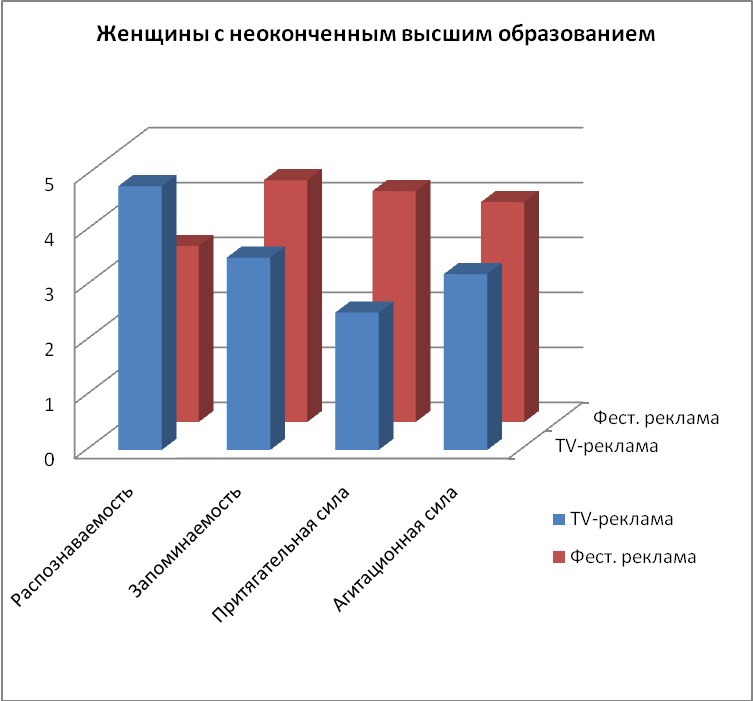 Женщины с неоконченным высшим образованием
5
4
3
2
1
0
Фест. реклама
TV-реклама
Распознаваемость
Запоминаемость
Притягательная сила
Агитационная сила
TV-реклама
Фест. реклама